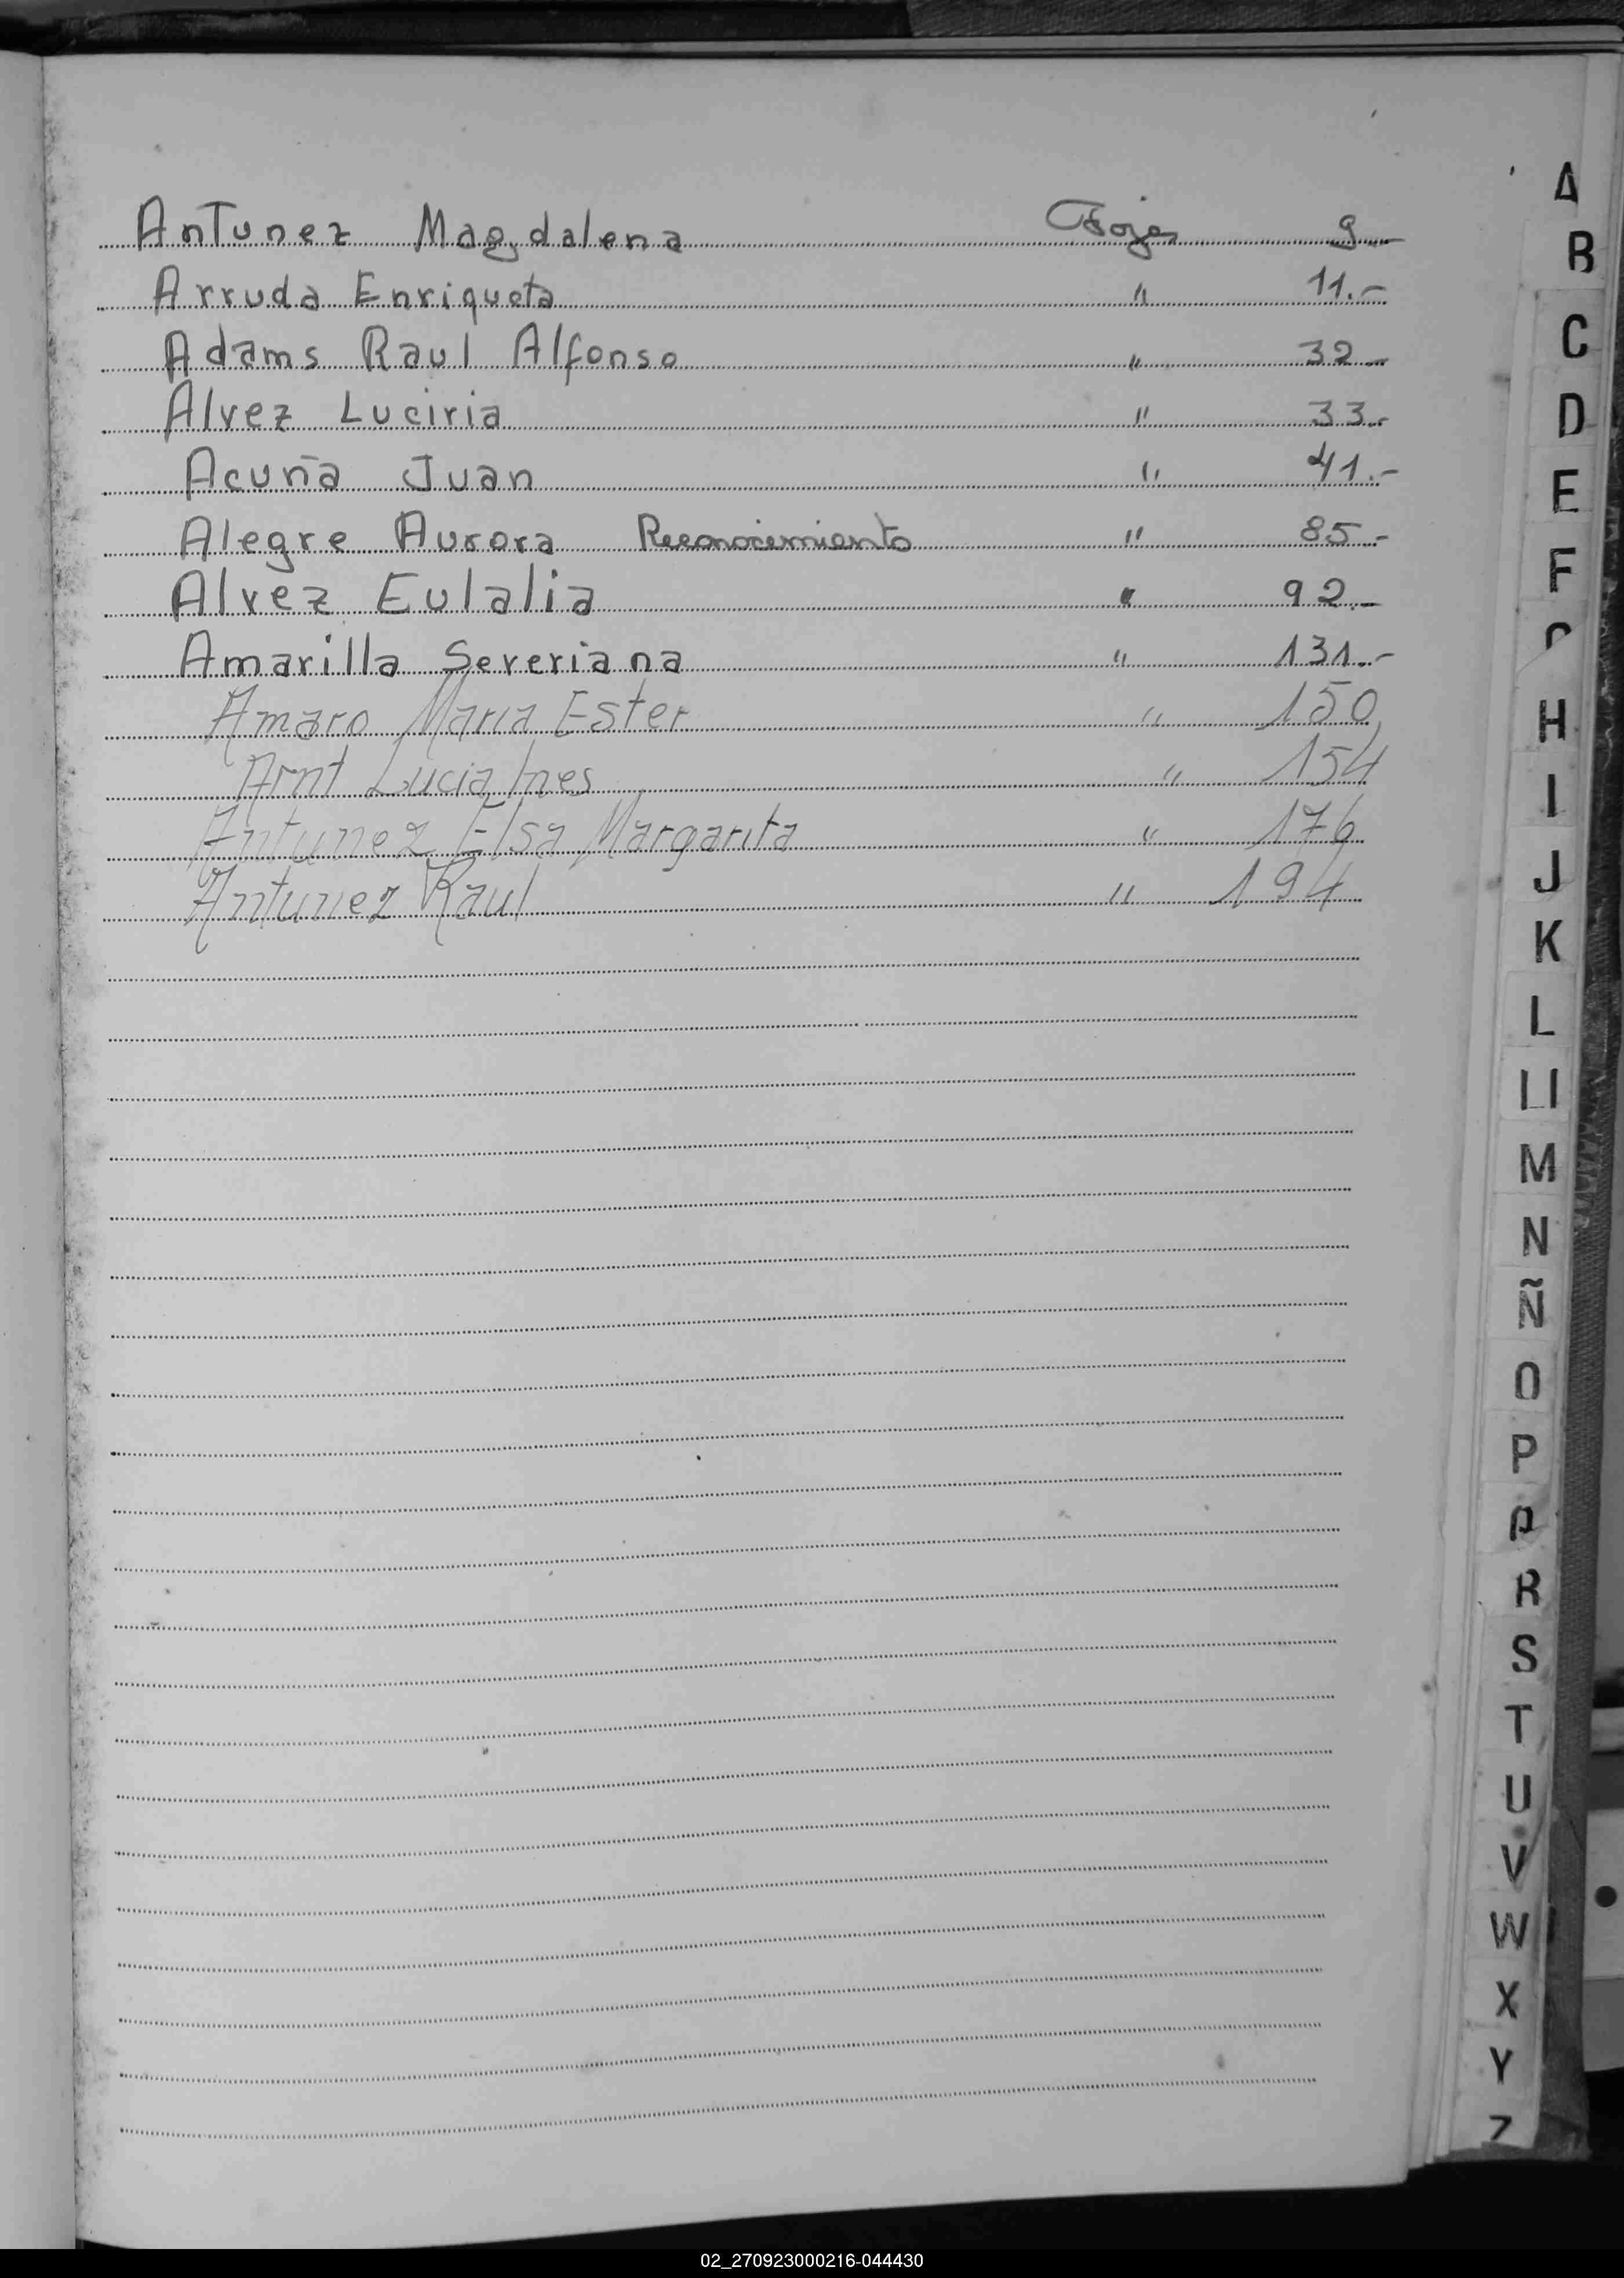 Antunez Magdalena Fojas 9.-
Arruda Enriqueta " 11.-
Adams Raul Alfonso " 32.-
Alvez Luciria " 33.-
Acuña Juan " 41.-
Alegre Aurora Reconocimiento " 85.-
Alvez Eulalia " 92.-
Amarilla Severiana " 131.-
Amaro Maria Ester " 150
Arnt Lucia Ines " 154
Antunez Elsa Margarita " 176
Antunez Raul " 194
A
B
C
D
E
F
H
I
J
K
L
Ll
M
N
Ñ
O
P
R
S
T
U
V
W
X
Y
Z
02_270923000216-044430